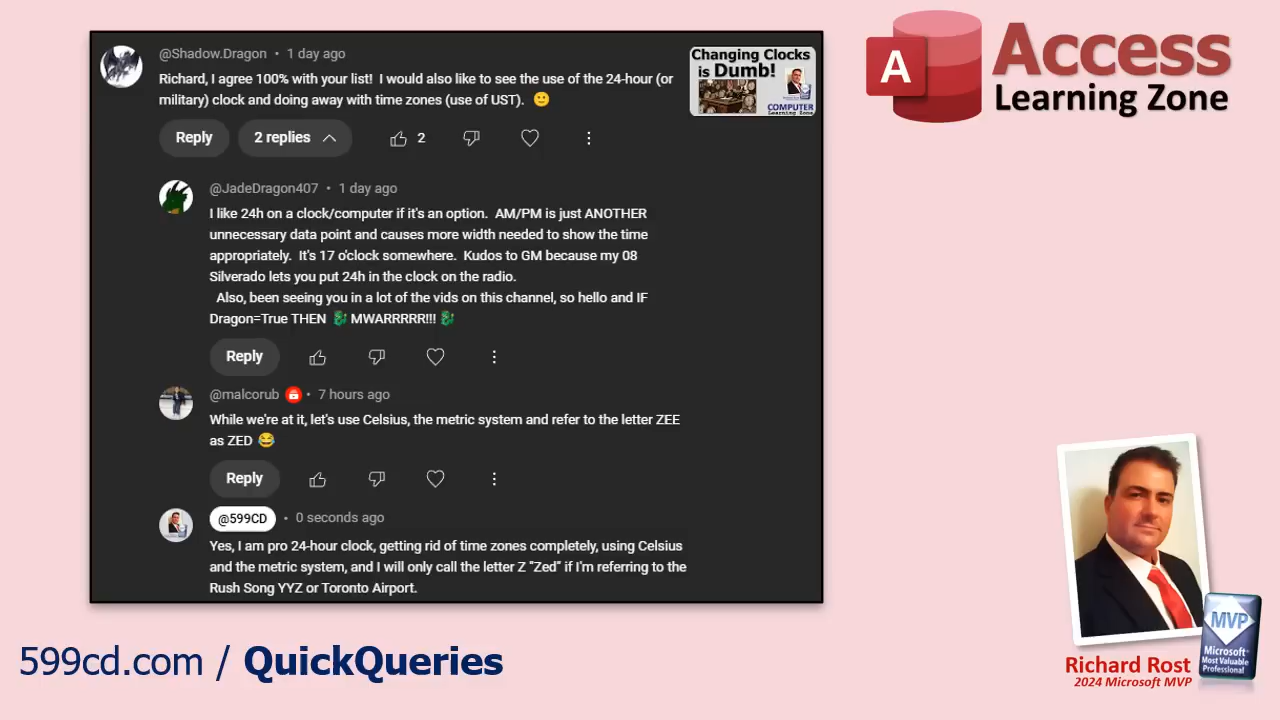 @Shadow.Dragon • 1 day ago
Richard, I agree 100% with your list!  I would also like to see the use of the 24-hour (or
military) clock and doing away with time zones (use of UST). 🙂
Reply
2 replies
2
Changing Clocks
is Dumb!
COMPUTER
Learning Zone
@JadeDragon407 • 1 day ago
I like 24h on a clock/computer if it's an option.  AM/PM is just ANOTHER
unnecessary data point and causes more width needed to show the time
appropriately.  It's 17 o'clock somewhere.  Kudos to GM because my 08
Silverado lets you put 24h in the clock on the radio.
Also, been seeing you in a lot of the vids on this channel, so hello and IF
Dragon=True THEN 🐉 MWARRRRR!!! 🐉
Reply
@malcorub • 7 hours ago
While we're at it, let's use Celsius, the metric system and refer to the letter ZEE
as ZED 😂
Reply
@599CD • 0 seconds ago
Yes, I am pro 24-hour clock, getting rid of time zones completely, using Celsius
and the metric system, and I will only call the letter Z "Zed" if I'm referring to the
Rush Song YYZ or Toronto Airport.
A
Access
Learning Zone
MVP
Microsoft
Most Valuable
Professional
Richard Rost
2024 Microsoft MVP
599cd.com / QuickQueries